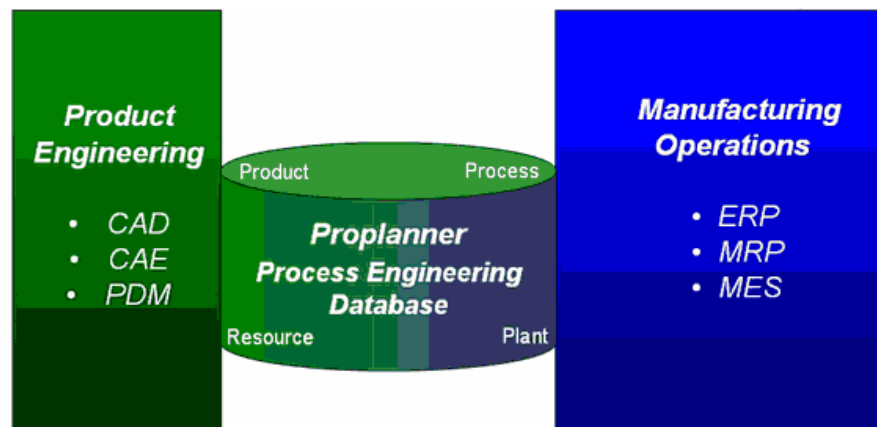 Product
Engineering
• CAD
• CAE
• PDM
Product
Process
Proplanner
Process Engineering
Database
Resource
Plant
Manufacturing
Operations
• ERP
• MRP
• MES